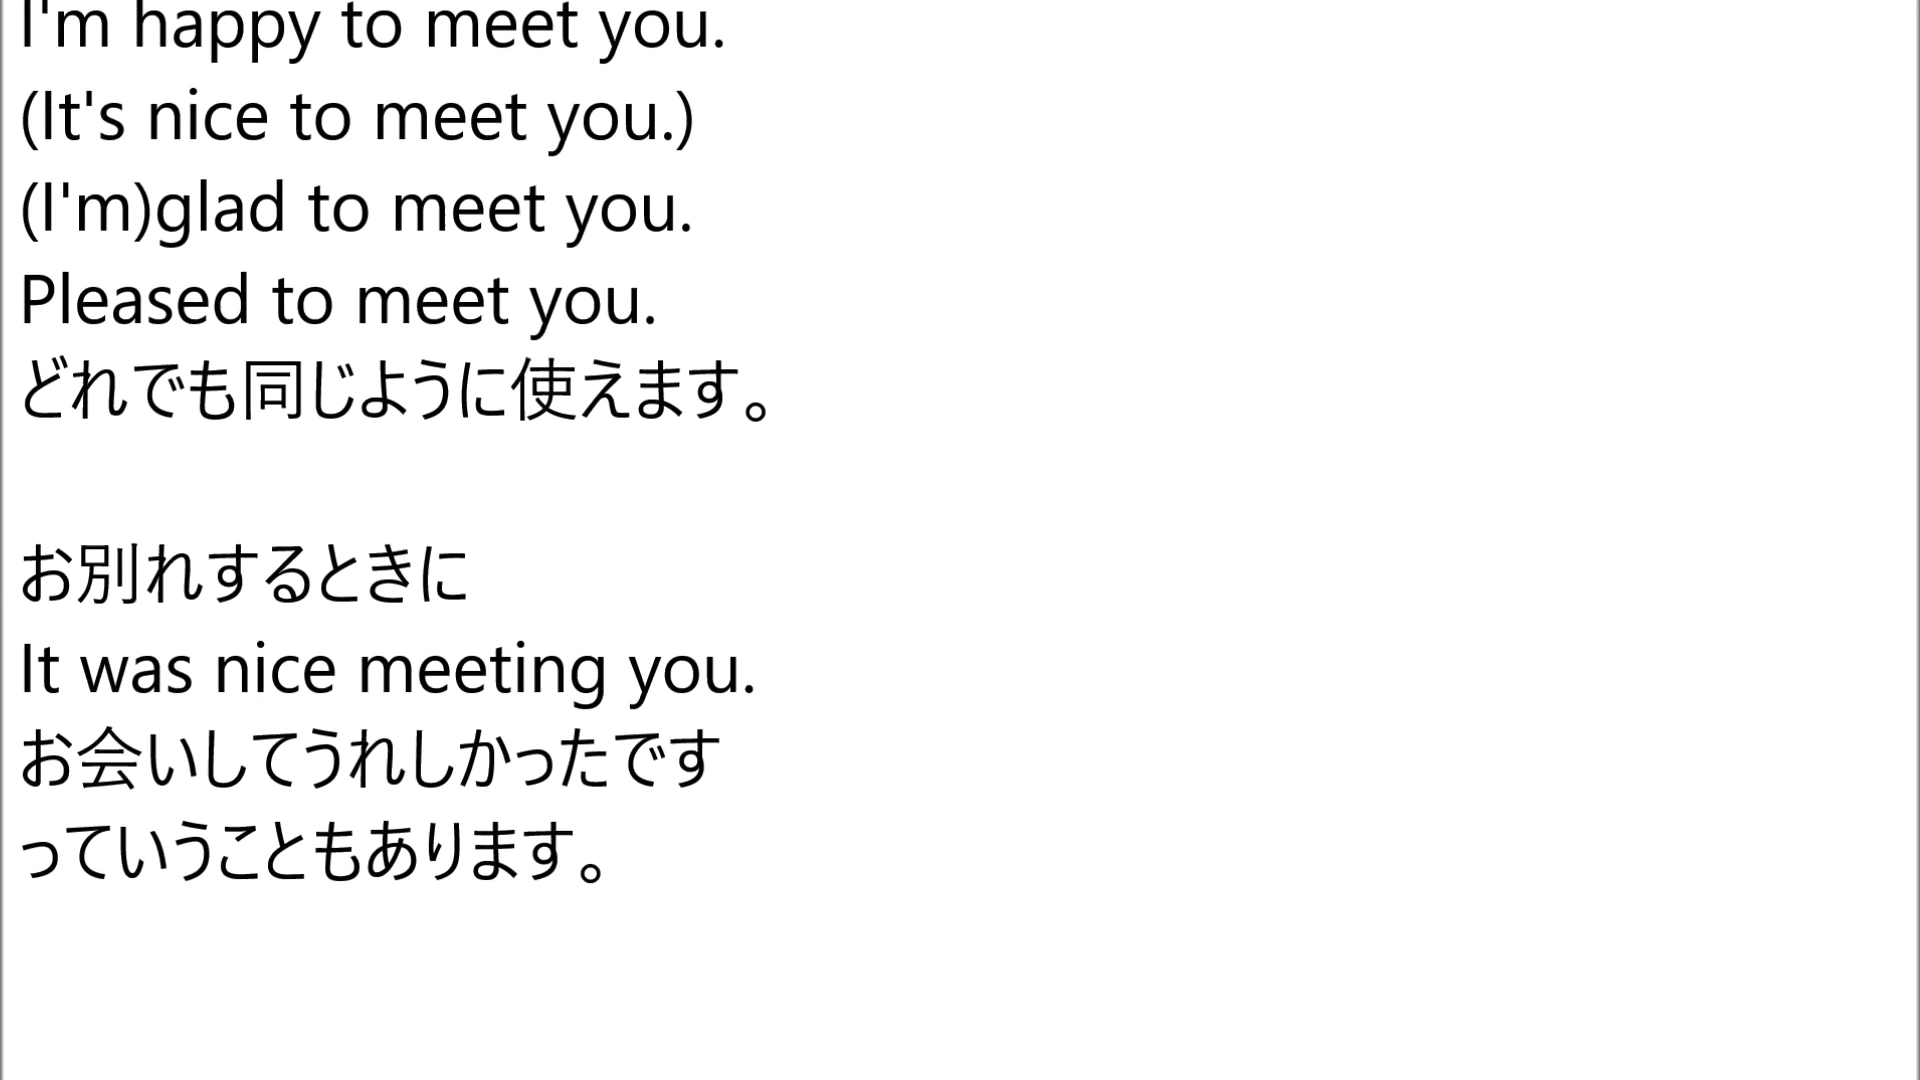 I'm happy to meet you.
(It's nice to meet you.)
(I'm)glad to meet you.
Pleased to meet you.
どれでも同じように使えます。
お別れするときに
It was nice meeting you.
お会いしてうれしかったです
っていうこともあります。